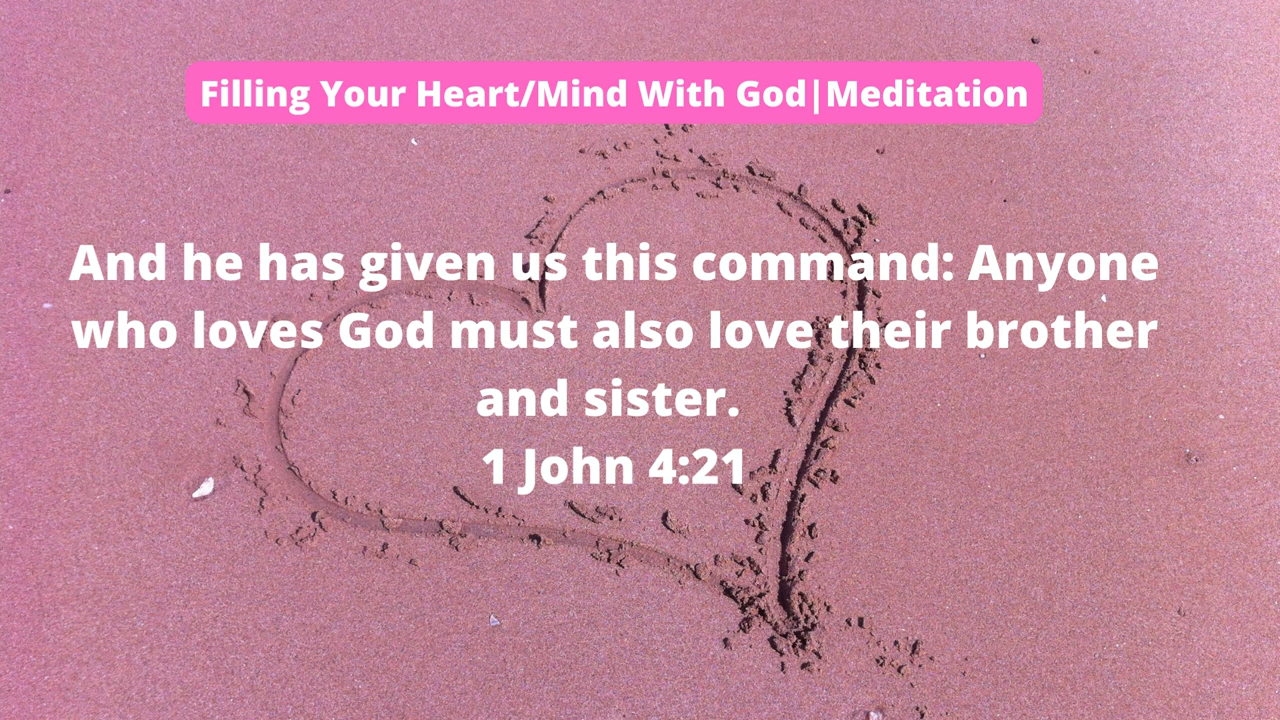 Filling Your Heart/Mind With God|Meditation
And he has given us this command: Anyone
who loves God must also love their brother
and sister.
1 John 4:21